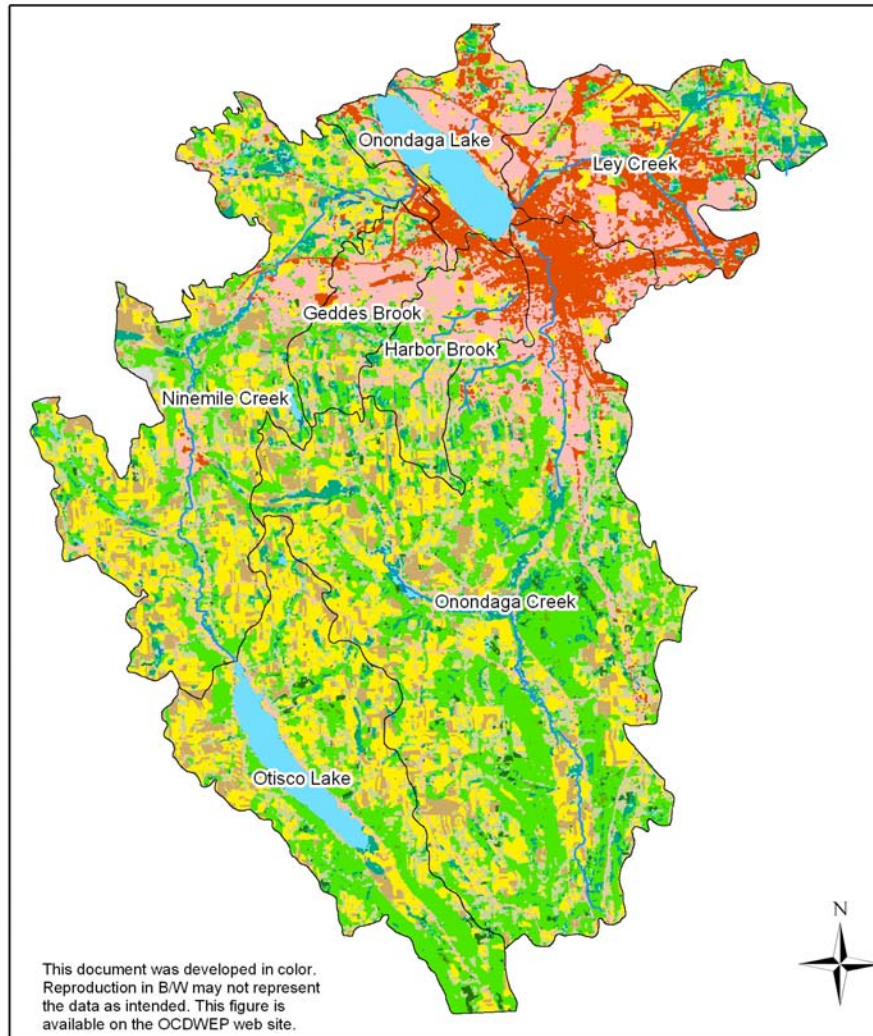 Onondaga Lake
Ley Creek
Geddes Brook
Harbor Brook
Ninemile Creek
Onondaga Creek
Otisco Lake
N
This document was developed in color.
Reproduction in B/W may not represent
the data as intended. This figure is
available on the OCDWEP web site.